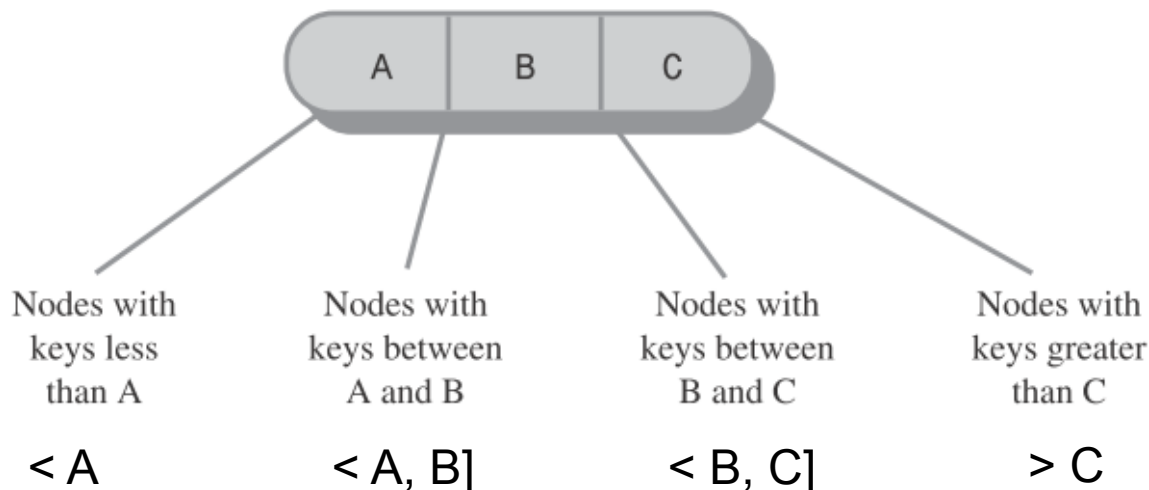 A B C
Nodes with keys less than A
Nodes with keys between A and B
Nodes with keys between B and C
Nodes with keys greater than C
< A
< A, B]
< B, C]
> C